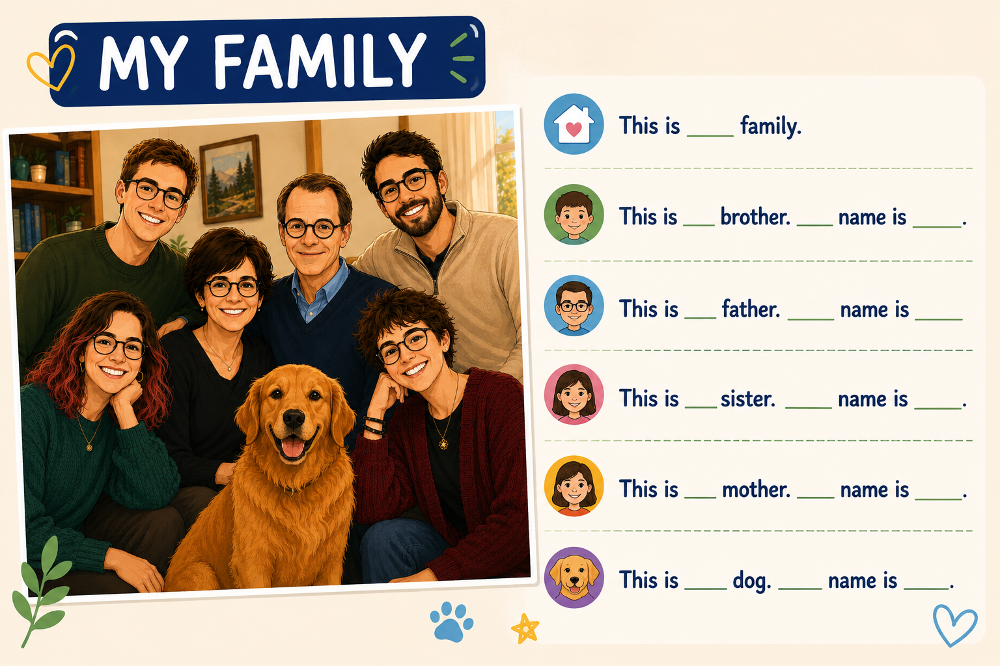 MY FAMILY
This is ____ family.
This is ___ brother. ___ name is ____.
This is ___ father. ____ name is ____
This is ___ sister. ____ name is ____.
This is ___ mother. ___ name is ____.
This is ____ dog. ____ name is ____.